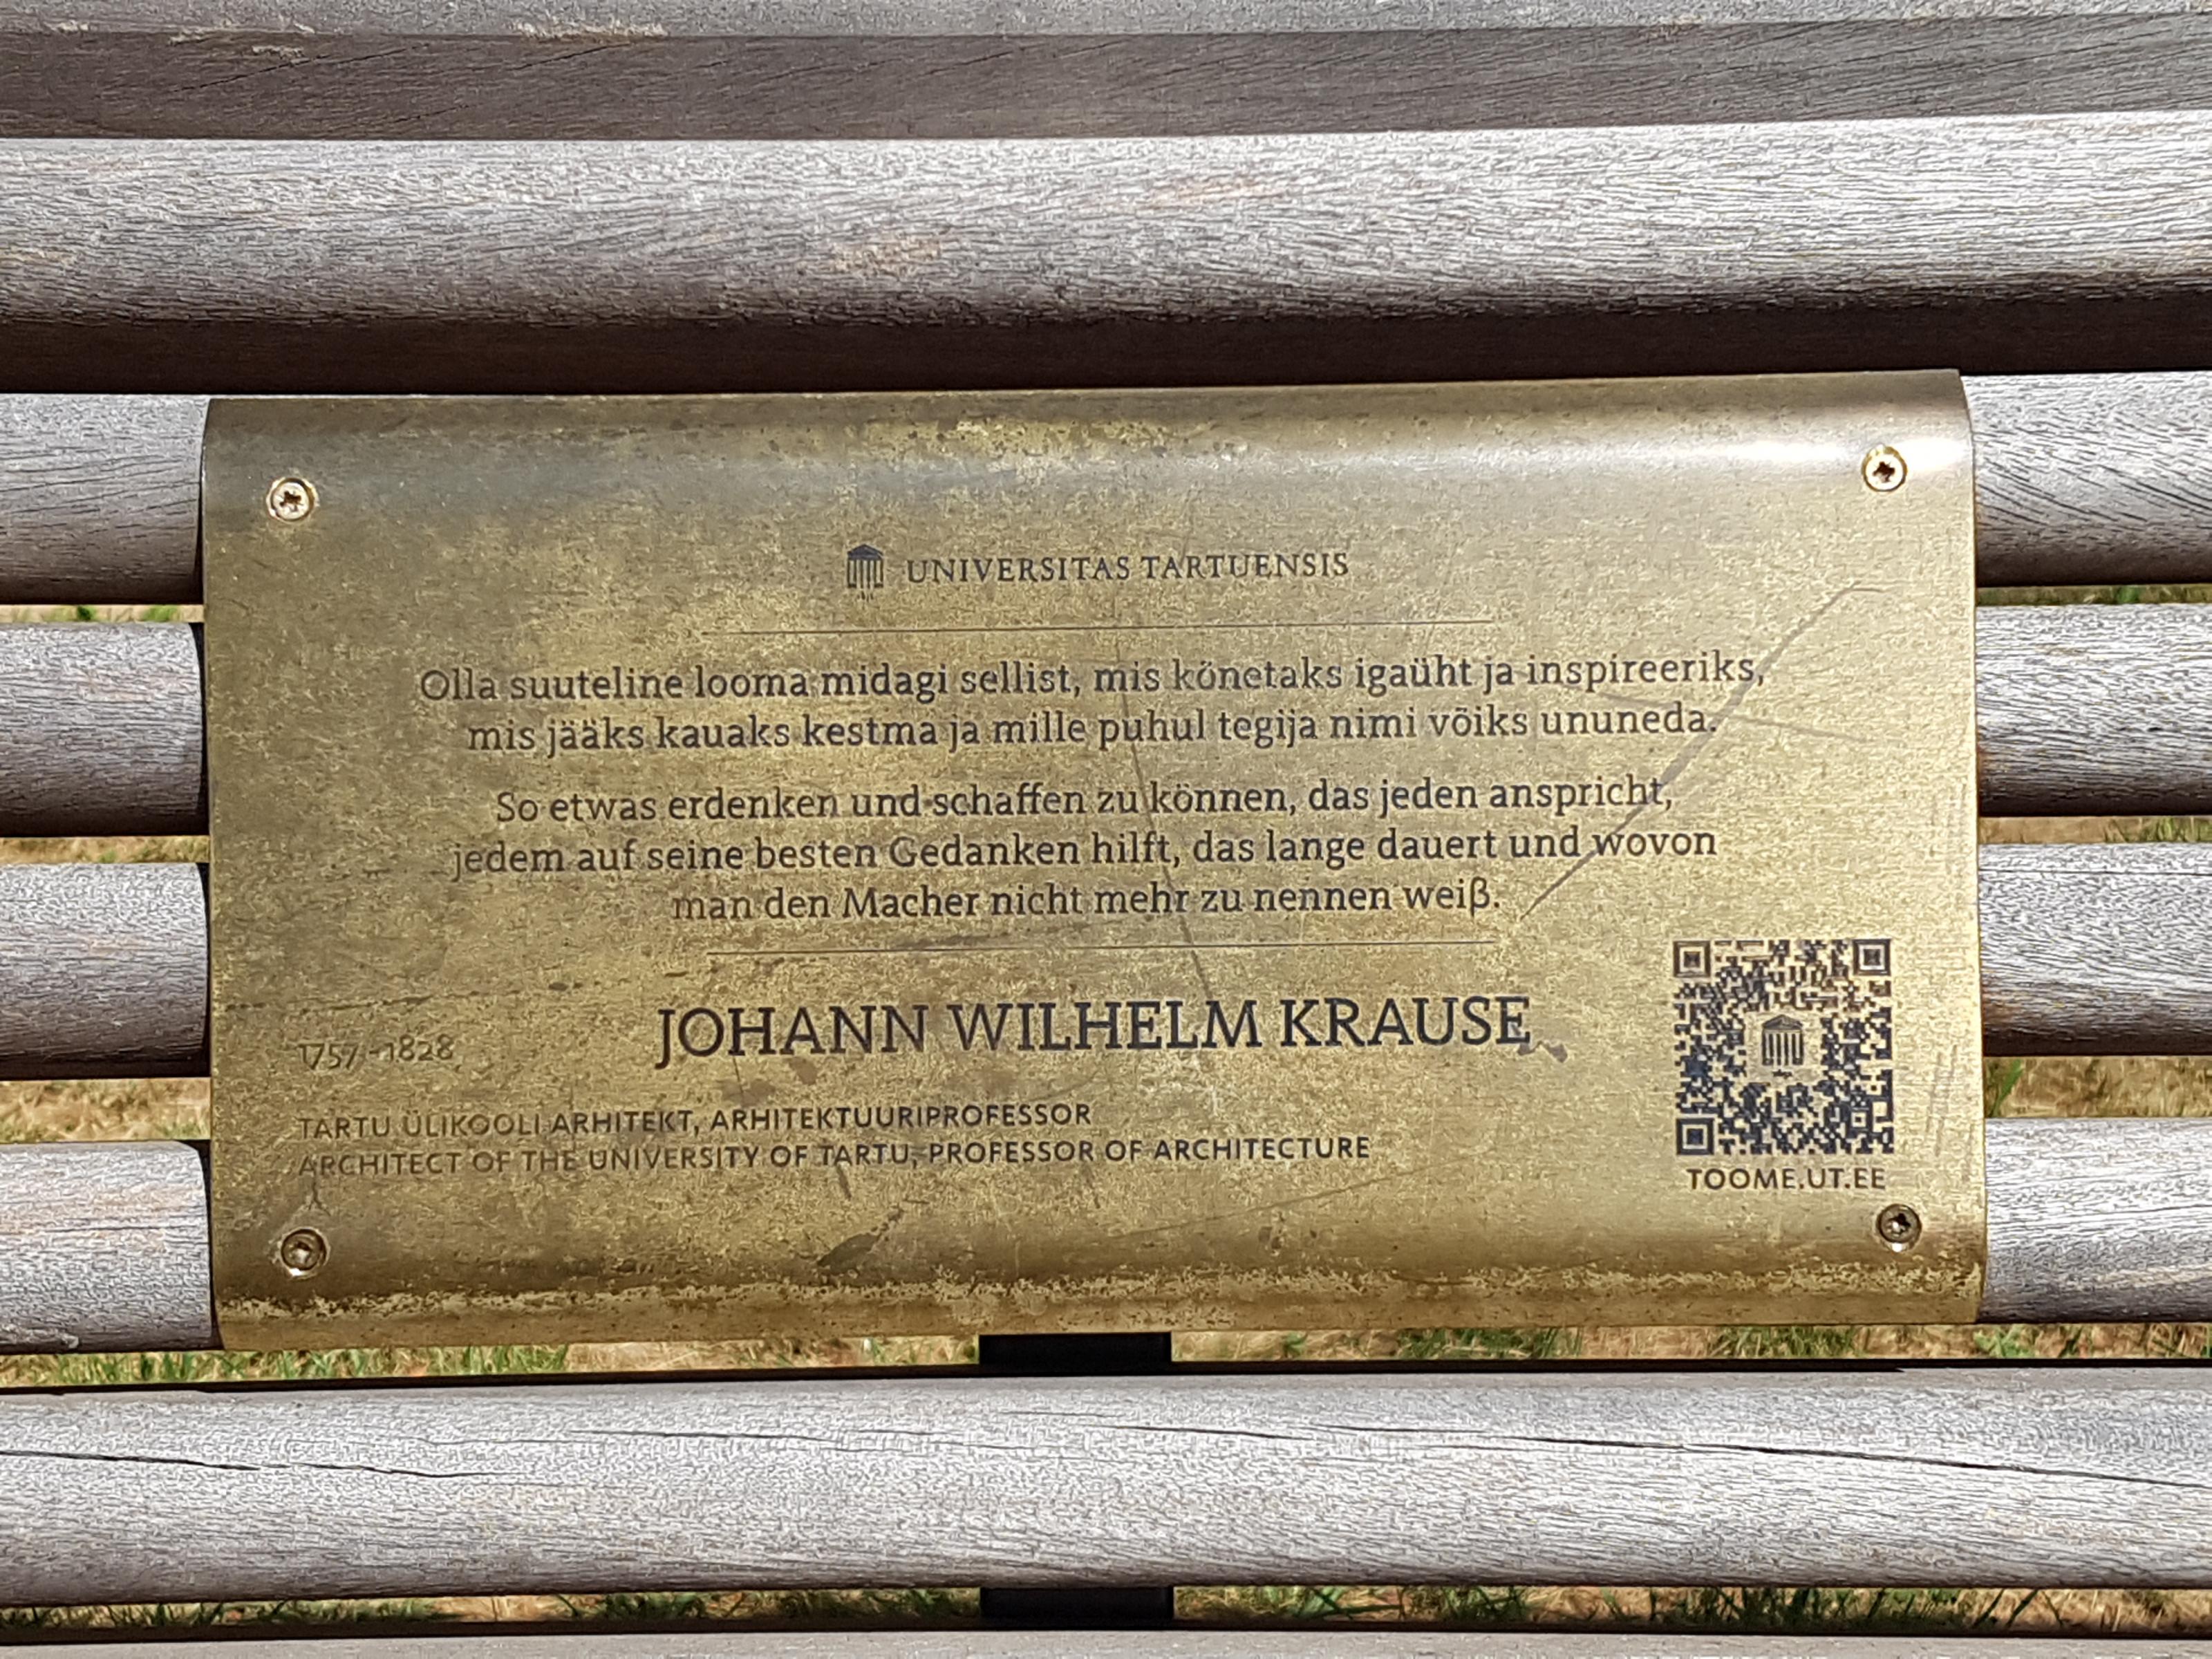 UNIVERSITAS TARTUENSIS
Olla suuteline looma midagi sellist, mis kõnetaks igaüht ja inspireeriks,
mis jääks kauaks kestma ja mille puhul tegija nimi võiks ununeda.
So etwas erdenken und schaffen zu können, das jeden anspricht,
jedem auf seine besten Gedanken hilft, das lange dauert und wovon
man den Macher nicht mehr zu nennen weiß.
JOHANN WILHELM KRAUSE
1757-1828
TARTU ÜLIKOOLI ARHITEKT, ARHITEKTUURIPROFESSOR
ARCHITECT OF THE UNIVERSITY OF TARTU, PROFESSOR OF ARCHITECTURE
TOOME.UT.EE